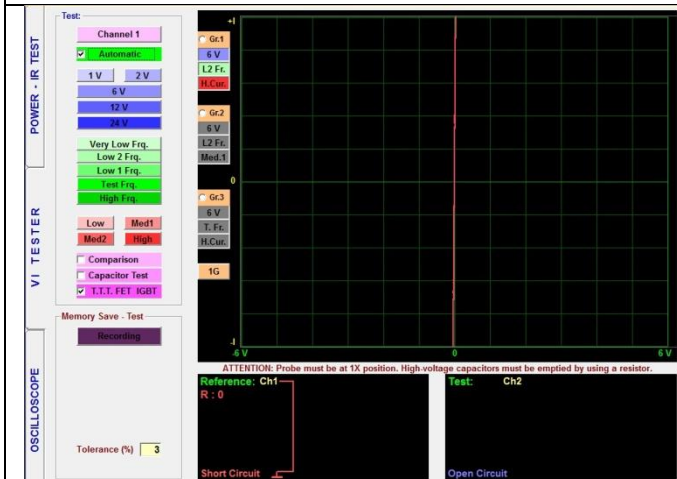 POWER - IR TEST
VI TESTER
OSCILLOSCOPE
Test:
Channel 1
Automatic
1 V 2 V
6 V
12 V
24 V
Very Low Frq.
Low 2 Frq.
Low 1 Frq.
Test Frq.
High Frq.
Low Med1
Med2 High
Comparison
Capacitor Test
T.T.T. FET IGBT
Memory Save - Test
Recording
Tolerance (%) 3
Gr.1
6 V
L2 Fr.
H.Cur.
Gr.2
6 V
L2 Fr.
Med.1
Gr.3
6 V
T. Fr.
H.Cur.
1G
+I
0
-I
-6 V 0 6 V
ATTENTION: Probe must be at 1X position. High-voltage capacitors must be emptied by using a resistor.
Reference: Ch1
R : 0
Short Circuit
Test: Ch2
Open Circuit